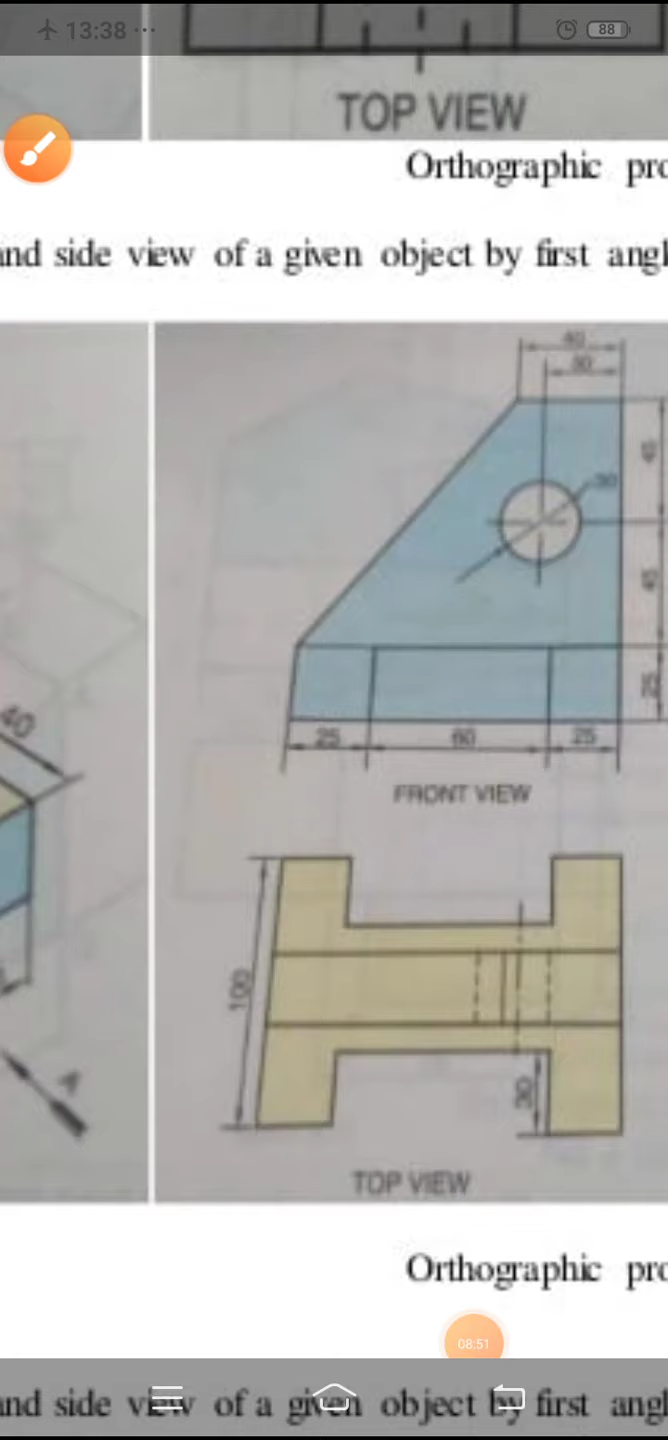 13:38 ...
88
TOP VIEW
Orthographic
and side view of a given object by first
40
30
45
30
45
25
40
25
60
25
FRONT VIEW
100
A
30
TOP VIEW
Orthographic
08:51
and side view of a given object by first